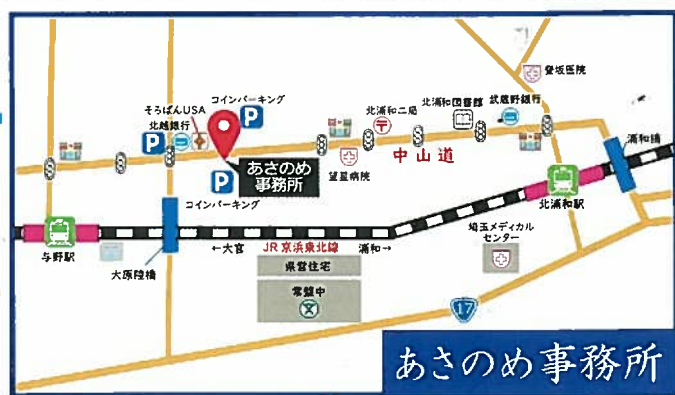 登坂医院
コインパーキング
P
そろばんUSA
北越銀行
P
北浦和二局
北浦和図書館
武蔵野銀行
浦和橋
あさのめ
事務所
P
コインパーキング
望星病院
中山道
北浦和駅
与野駅
大原陸橋
←大宮
JR京浜東北線
浦和→
県営住宅
常盤中
埼玉メディカル
センター
17
あさのめ事務所